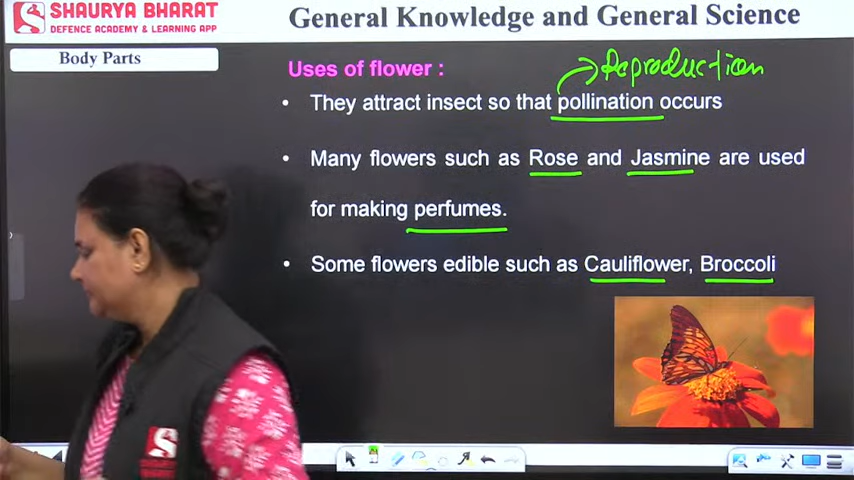 SHAURYA BHARAT
DEFENCE ACADEMY & LEARNING APP
General Knowledge and General Science
Body Parts
Uses of flower :
Reproduction
• They attract insect so that pollination occurs
• Many flowers such as Rose and Jasmine are used
for making perfumes.
• Some flowers edible such as Cauliflower, Broccoli